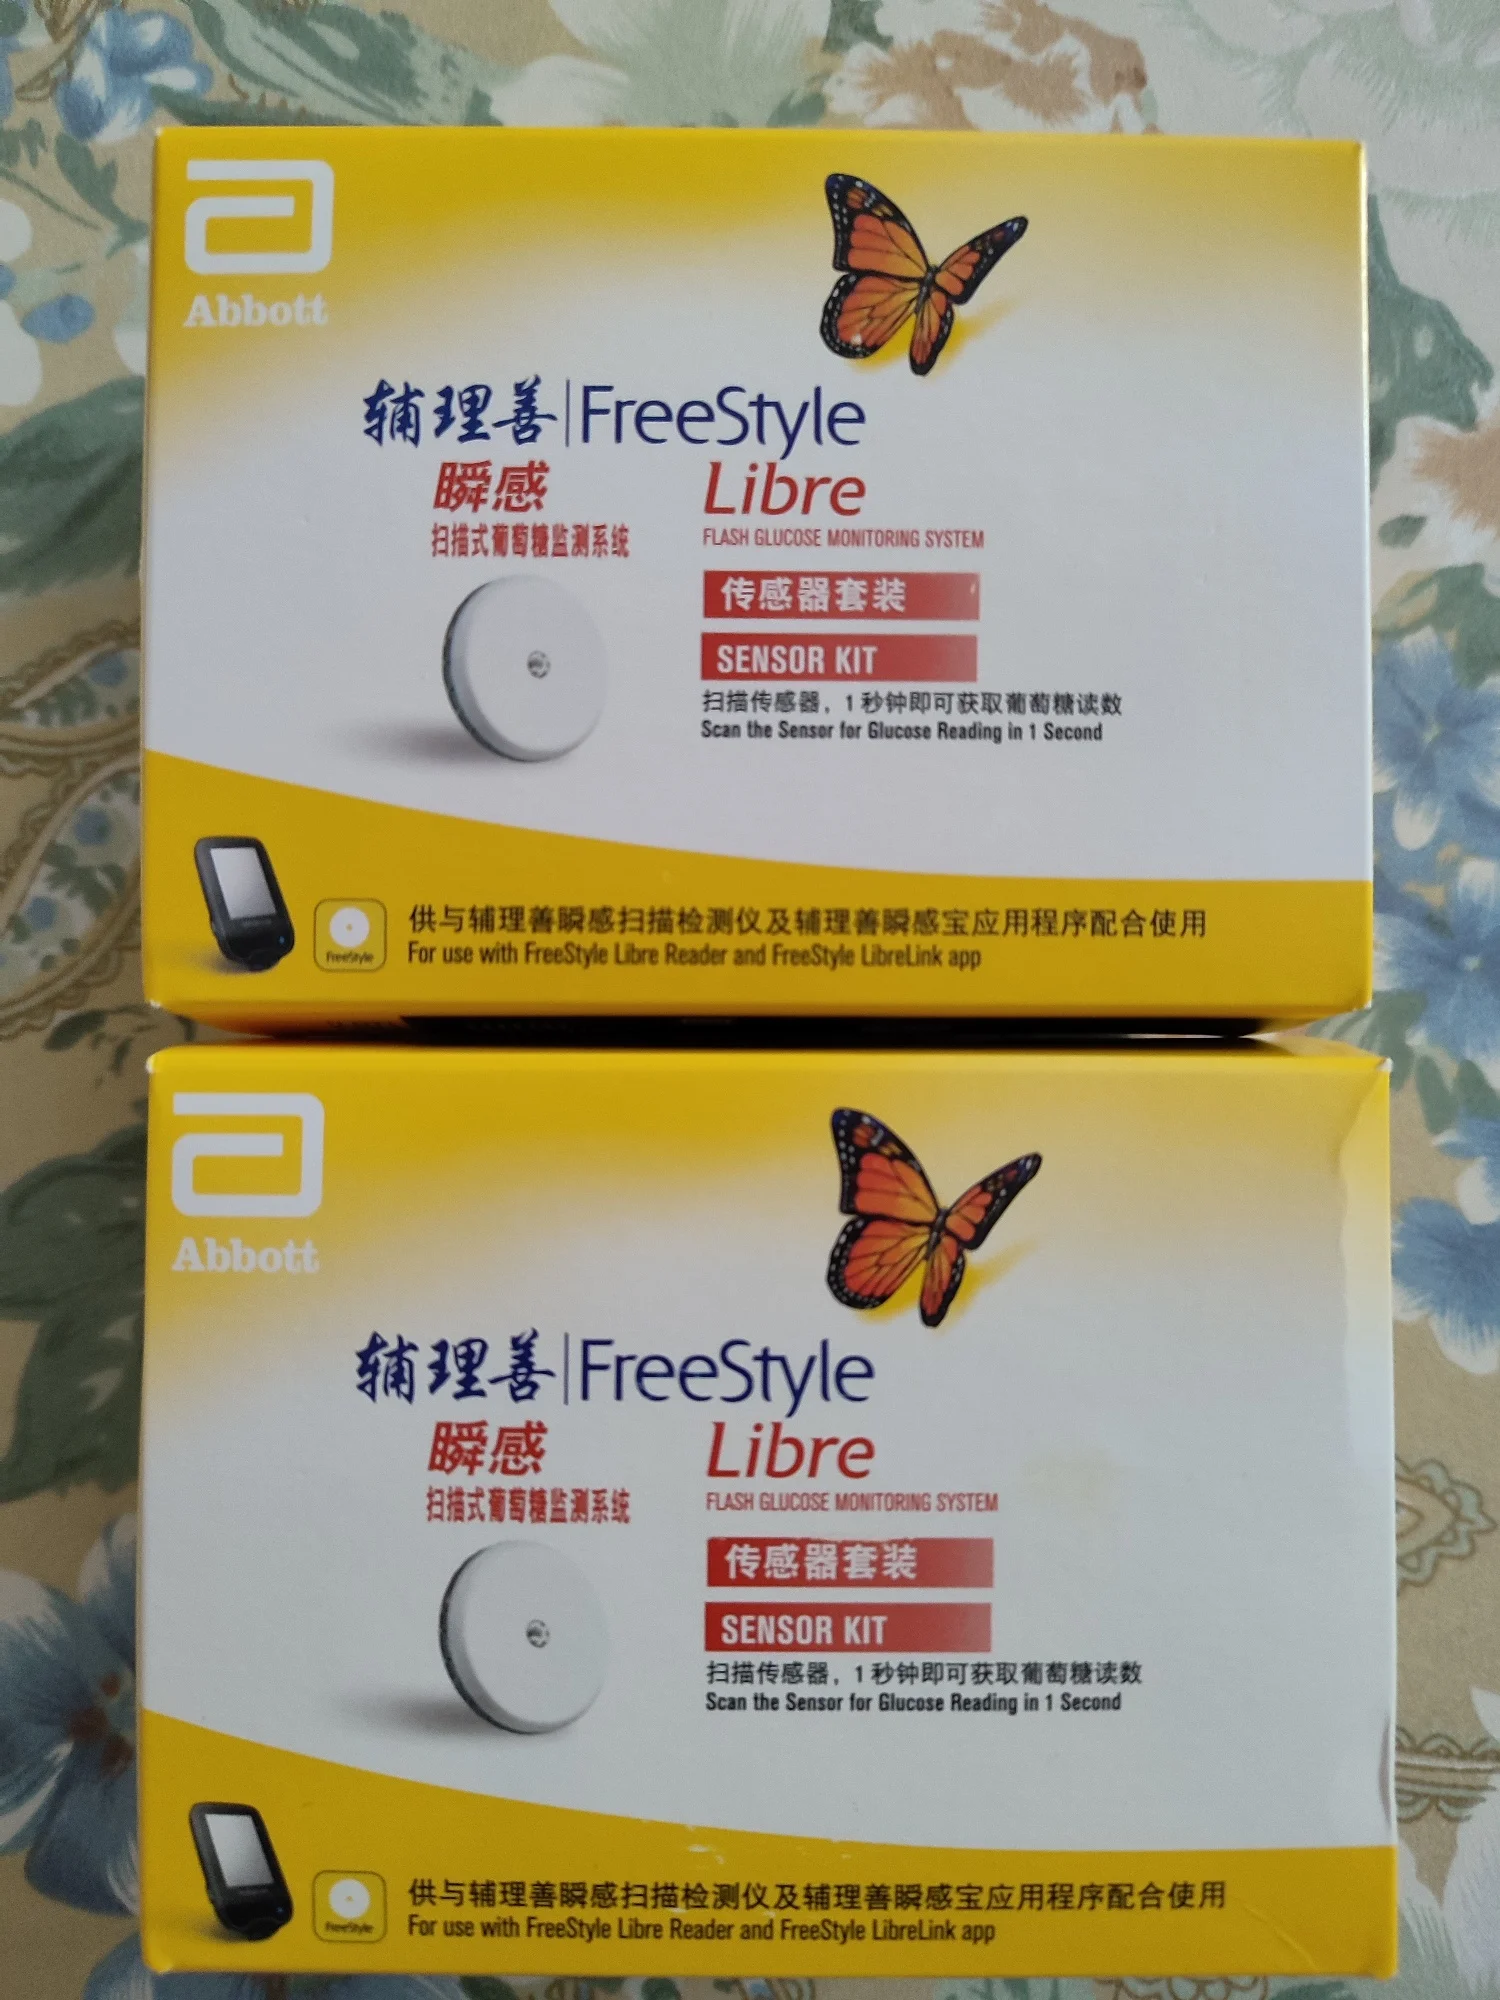 Abbott
辅理善|FreeStyle
瞬感 Libre
扫描式葡萄糖监测系统 FLASH GLUCOSE MONITORING SYSTEM
传感器套装
SENSOR KIT
扫描传感器，1秒钟即可获取葡萄糖读数
Scan the Sensor for Glucose Reading in 1 Second
供与辅理善瞬感扫描检测仪及辅理善瞬感宝应用程序配合使用
FreeStyle For use with FreeStyle Libre Reader and FreeStyle LibreLink app
Abbott
辅理善|FreeStyle
瞬感 Libre
扫描式葡萄糖监测系统 FLASH GLUCOSE MONITORING SYSTEM
传感器套装
SENSOR KIT
扫描传感器，1秒钟即可获取葡萄糖读数
Scan the Sensor for Glucose Reading in 1 Second
供与辅理善瞬感扫描检测仪及辅理善瞬感宝应用程序配合使用
FreeStyle For use with FreeStyle Libre Reader and FreeStyle LibreLink app